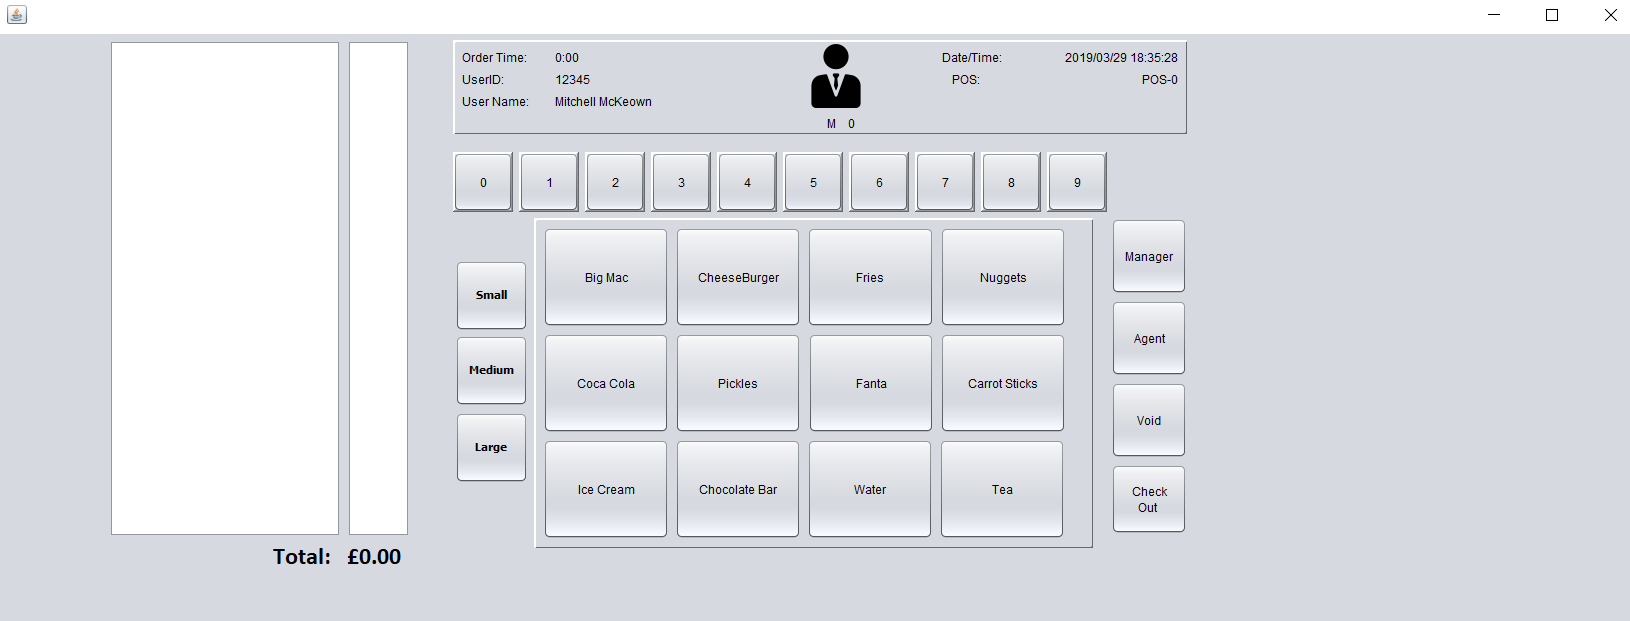 Order Time: 0:00 Date/Time: 2019/03/29 18:35:28
UserID: 12345 POS: POS-0
User Name: Mitchell McKeown
M 0
0 1 2 3 4 5 6 7 8 9
Small
Medium
Large
Big Mac CheeseBurger Fries Nuggets
Coca Cola Pickles Fanta Carrot Sticks
Ice Cream Chocolate Bar Water Tea
Manager
Agent
Void
Check
Out
Total: £0.00